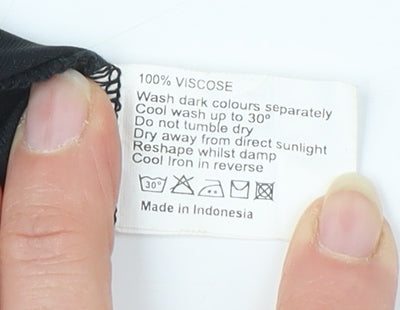 100% VISCOSE
Wash dark colours separately
Cool wash up to 30º
Do not tumble dry
Dry away from direct sunlight
Reshape whilst damp
Cool Iron in reverse
30°
Made in Indonesia